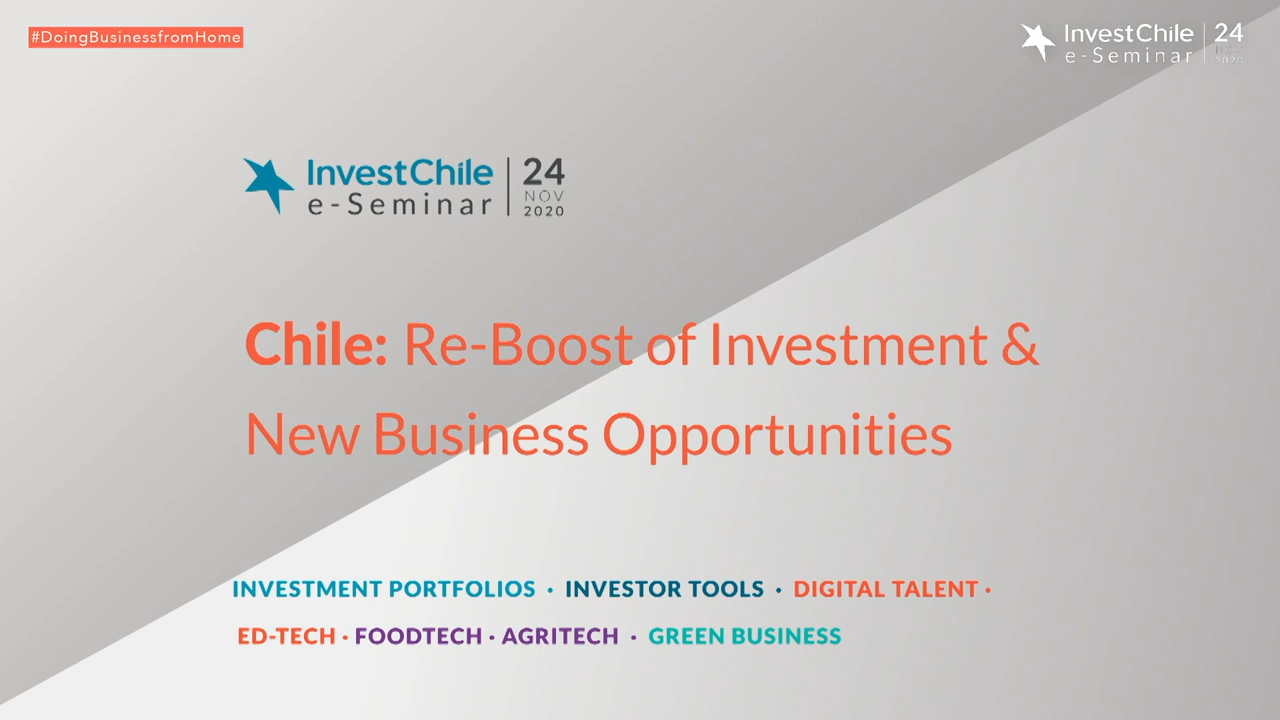 #DoingBusinessfromHome
InvestChile
e-Seminar
24
2020
InvestChile
e-Seminar
24
NOV
2020
Chile: Re-Boost of Investment &
New Business Opportunities
INVESTMENT PORTFOLIOS · INVESTOR TOOLS · DIGITAL TALENT ·
ED-TECH · FOODTECH · AGRITECH · GREEN BUSINESS